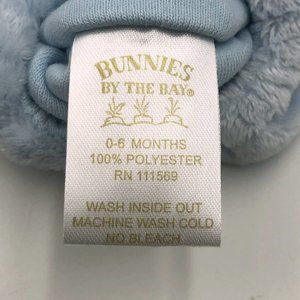 BUNNIES
BY THE BAY®
0-6 MONTHS
100% POLYESTER
RN 111569
WASH INSIDE OUT
MACHINE WASH COLD
NO BLEACH